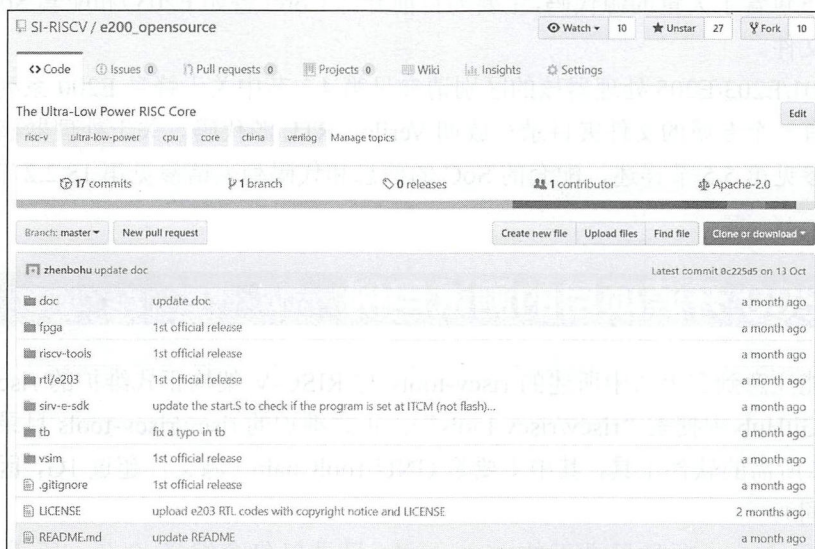 SI-RISCV / e200_opensource
Watch 10 Unstar 27 Fork 10
Code Issues 0 Pull requests 0 Projects 0 Wiki Insights Settings
The Ultra-Low Power RISC Core
Edit
risc-v ultra-low-power cpu core china verilog Manage topics
17 commits 1 branch 0 releases 1 contributor Apache-2.0
Branch: master New pull request Create new file Upload files Find file Clone or download
zhenbohu update doc Latest commit 0c225d5 on 13 Oct
doc update doc a month ago
fpga 1st official release a month ago
riscv-tools 1st official release a month ago
rtl/e203 1st official release a month ago
sirv-e-sdk update the start.S to check if the program is set at ITCM (not flash)... a month ago
tb fix a typo in tb a month ago
vsim 1st official release a month ago
.gitignore 1st official release a month ago
LICENSE upload e203 RTL codes with copyright notice and LICENSE 2 months ago
README.md update README a month ago